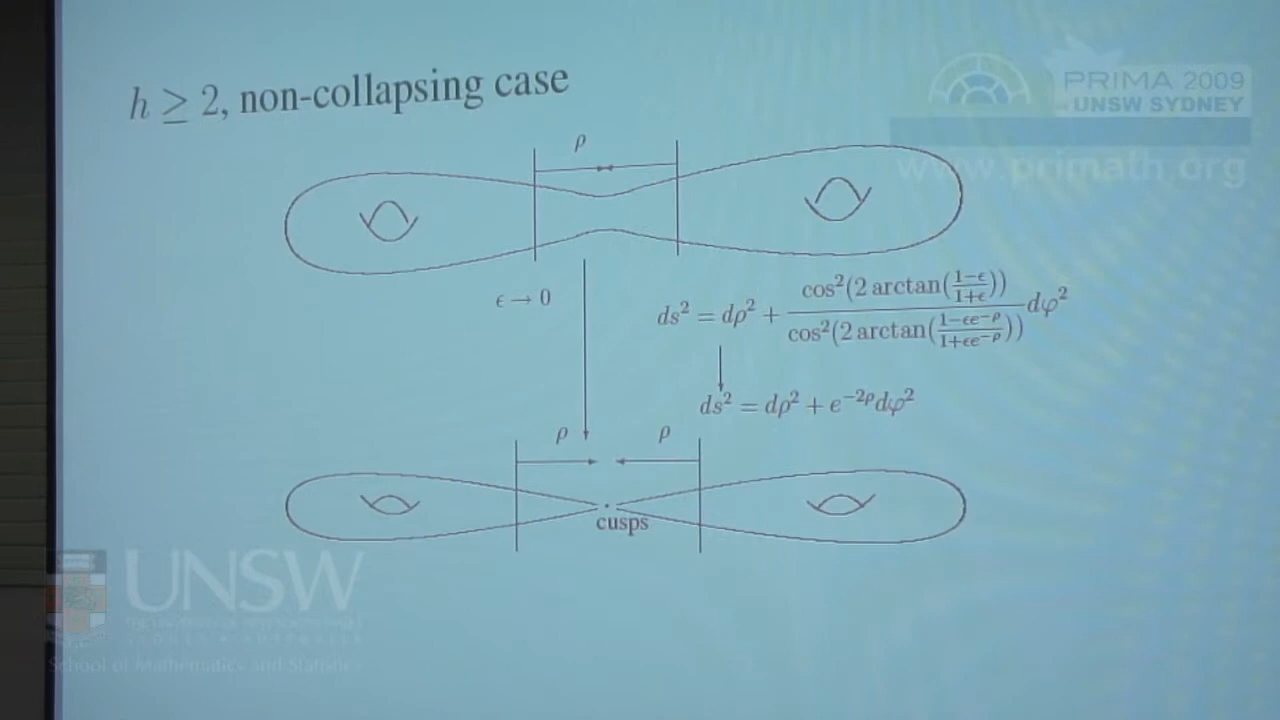 h ≥ 2, non-collapsing case
PRIMA 2009
UNSW SYDNEY
www.primath.org
ρ
ϵ → 0
ds² = dρ² + cos²(2 arctan((1−ϵ)/(1+ϵ))) / cos²(2 arctan((1−ϵe^{−ρ})/(1+ϵe^{−ρ}))) dφ²
ds² = dρ² + e^{−2ρ}dφ²
ρ ρ
cusps
UNSW
School of Mathematics and Statistics